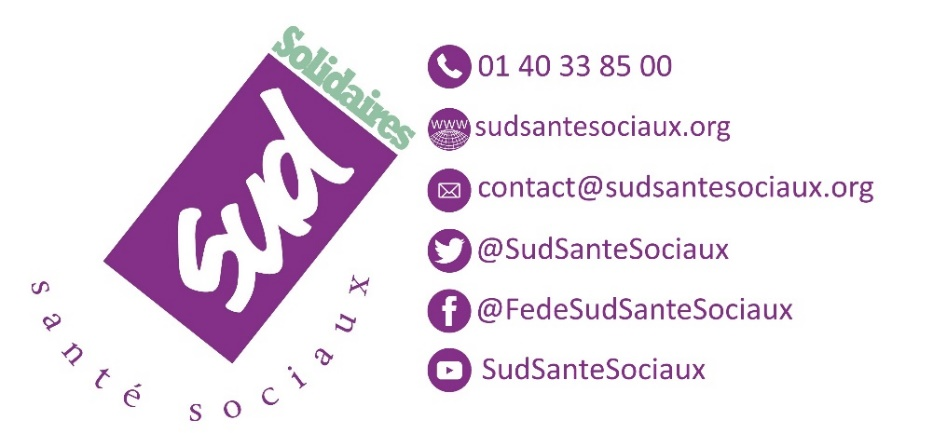 Solidaires
Sud
santé sociaux
01 40 33 85 00
www
sudsantesociaux.org
contact@sudsantesociaux.org
@SudSanteSociaux
@FedeSudSanteSociaux
SudSanteSociaux